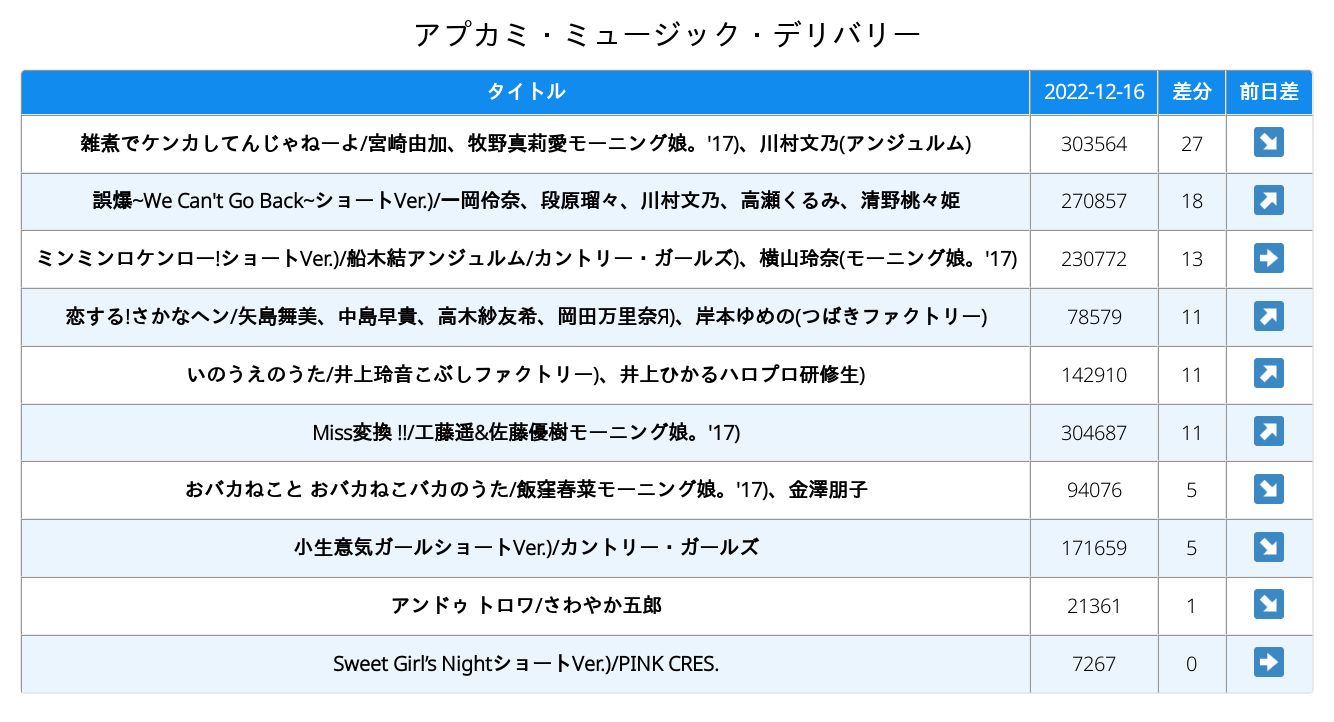 アプカミ・ミュージック・デリバリー
タイトル 2022-12-16 差分 前日差
雑煮でケンカしてんじゃねーよ/宮崎由加、牧野真莉愛モーニング娘。'17)、川村文乃(アンジュルム) 303564 27
誤爆~We Can't Go Back~ショートVer.)/一岡伶奈、段原瑠々、川村文乃、高瀬くるみ、清野桃々姫 270857 18
ミンミンロケンロー!ショートVer.)/船木結アンジュルム/カントリー・ガールズ)、横山玲奈(モーニング娘。'17) 230772 13
恋する!さかなヘン/矢島舞美、中島早貴、高木紗友希、岡田万里奈Я)、岸本ゆめの(つばきファクトリー) 78579 11
いのうえのうた/井上玲音こぶしファクトリー)、井上ひかるハロプロ研修生) 142910 11
Miss変換 !!/工藤遥&佐藤優樹モーニング娘。'17) 304687 11
おバカねこと おバカねこバカのうた/飯窪春菜モーニング娘。'17)、金澤朋子 94076 5
小生意気ガールショートVer.)/カントリー・ガールズ 171659 5
アンドゥ トロワ/さわやか五郎 21361 1
Sweet Girl’s NightショートVer.)/PINK CRES. 7267 0